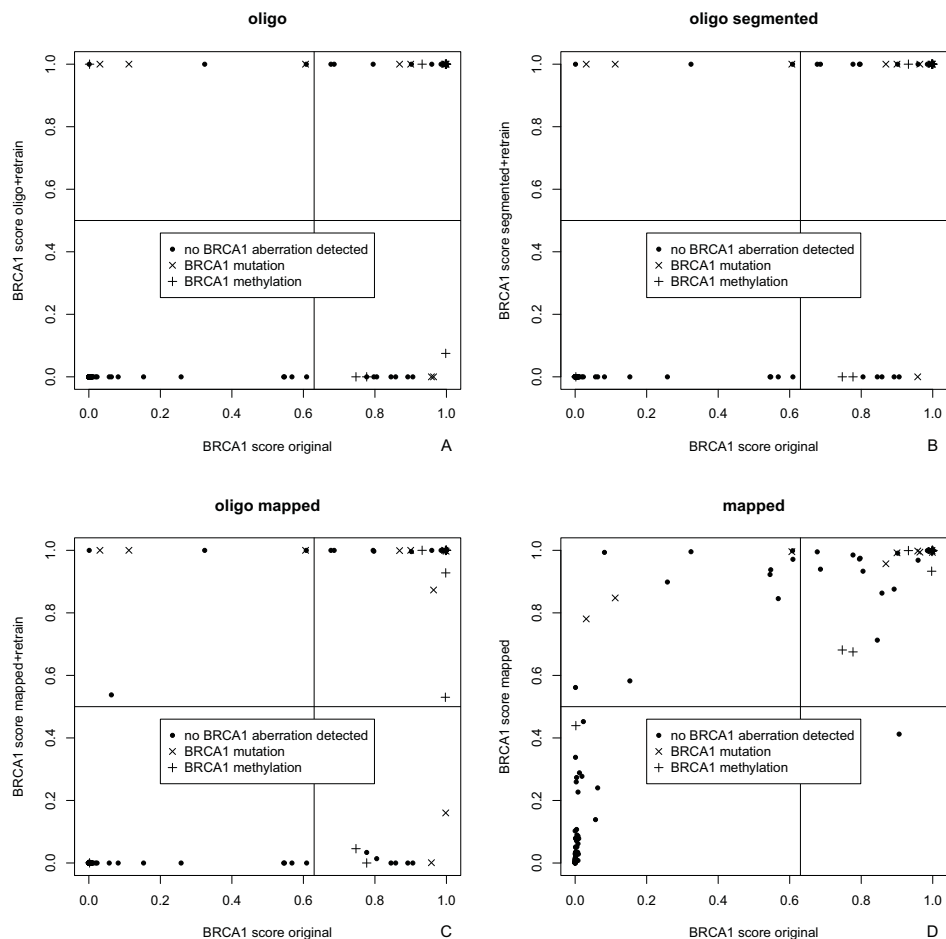 oligo
BRCA1 score oligo+retrain
1.0
0.8
0.6
0.4
0.2
0.0
no BRCA1 aberration detected
BRCA1 mutation
BRCA1 methylation
0.0 0.2 0.4 0.6 0.8 1.0
BRCA1 score original
A
oligo segmented
BRCA1 score segmented+retrain
1.0
0.8
0.6
0.4
0.2
0.0
no BRCA1 aberration detected
BRCA1 mutation
BRCA1 methylation
0.0 0.2 0.4 0.6 0.8 1.0
BRCA1 score original
B
oligo mapped
BRCA1 score mapped+retrain
1.0
0.8
0.6
0.4
0.2
0.0
no BRCA1 aberration detected
BRCA1 mutation
BRCA1 methylation
0.0 0.2 0.4 0.6 0.8 1.0
BRCA1 score original
C
mapped
BRCA1 score mapped
1.0
0.8
0.6
0.4
0.2
0.0
no BRCA1 aberration detected
BRCA1 mutation
BRCA1 methylation
0.0 0.2 0.4 0.6 0.8 1.0
BRCA1 score original
D